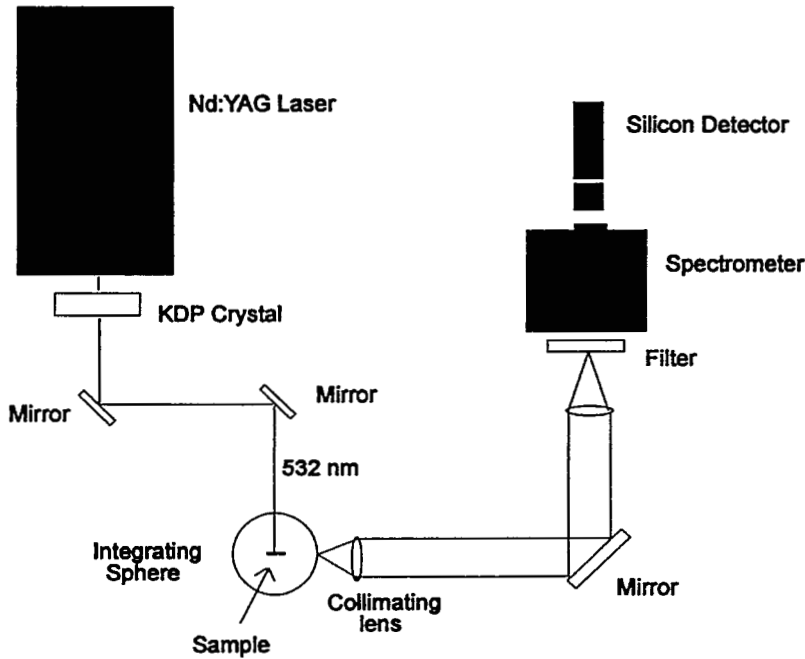 Nd:YAG Laser
Silicon Detector
Spectrometer
KDP Crystal
Filter
Mirror
Mirror
532 nm
Integrating
Sphere
Collimating
lens
Mirror
Sample